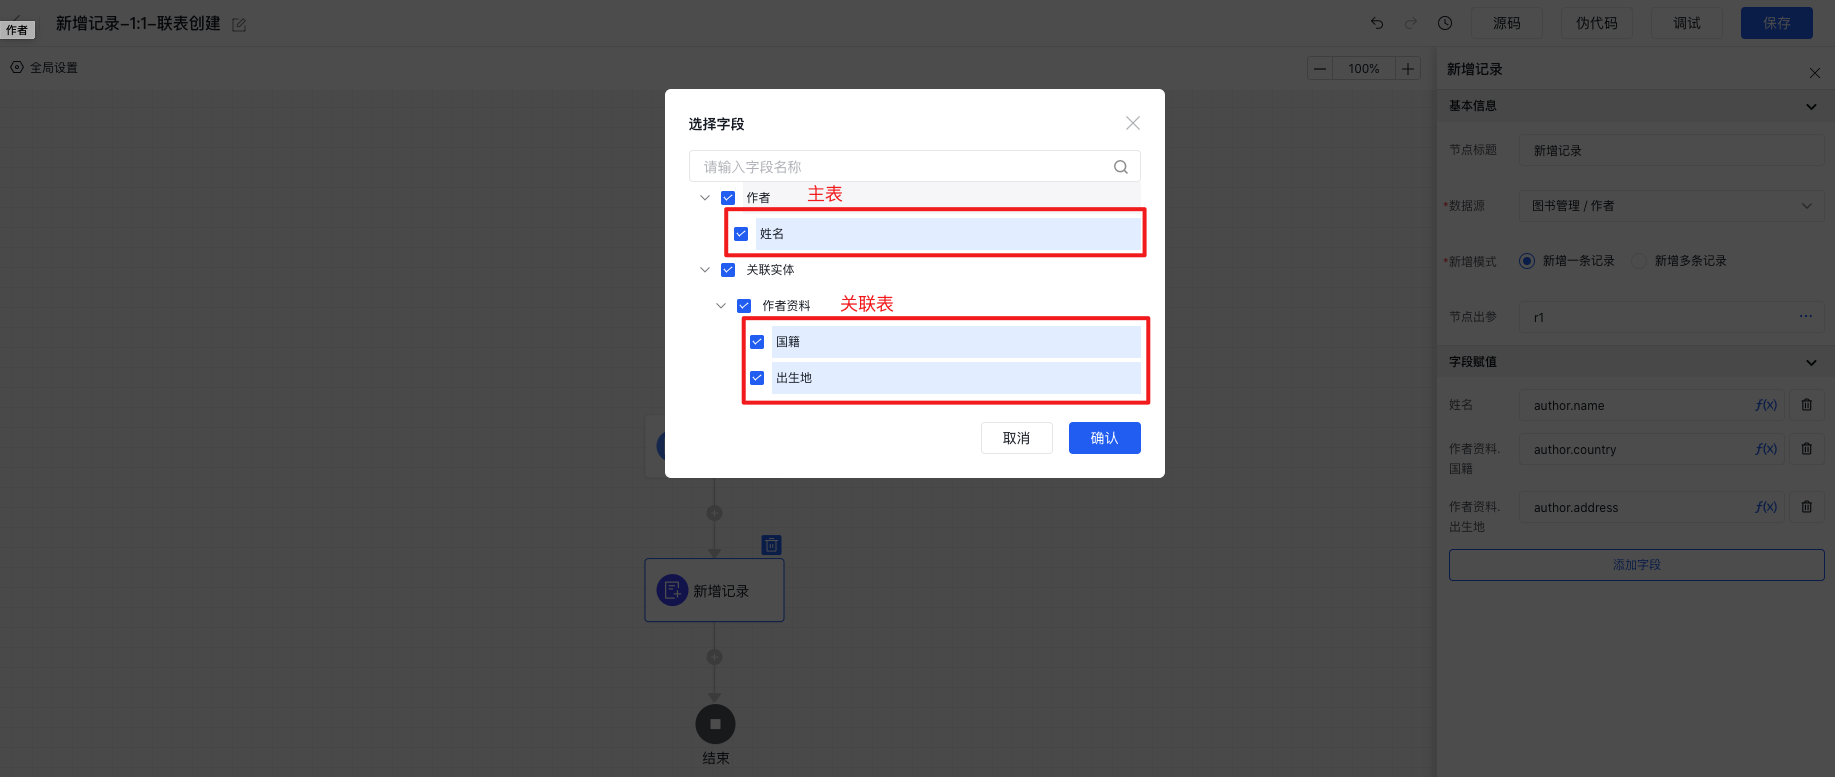 作者
新增记录-1:1-联表创建
源码
伪代码
调试
保存
全局设置
100%
新增记录
基本信息
节点标题
新增记录
*数据源
图书管理 / 作者
*新增模式
新增一条记录
新增多条记录
节点出参
r1
字段赋值
姓名
author.name
f(x)
作者资料.
国籍
author.country
f(x)
作者资料.
出生地
author.address
f(x)
添加字段
选择字段
请输入字段名称
作者
主表
姓名
关联实体
作者资料
关联表
国籍
出生地
取消
确认
新增记录
结束